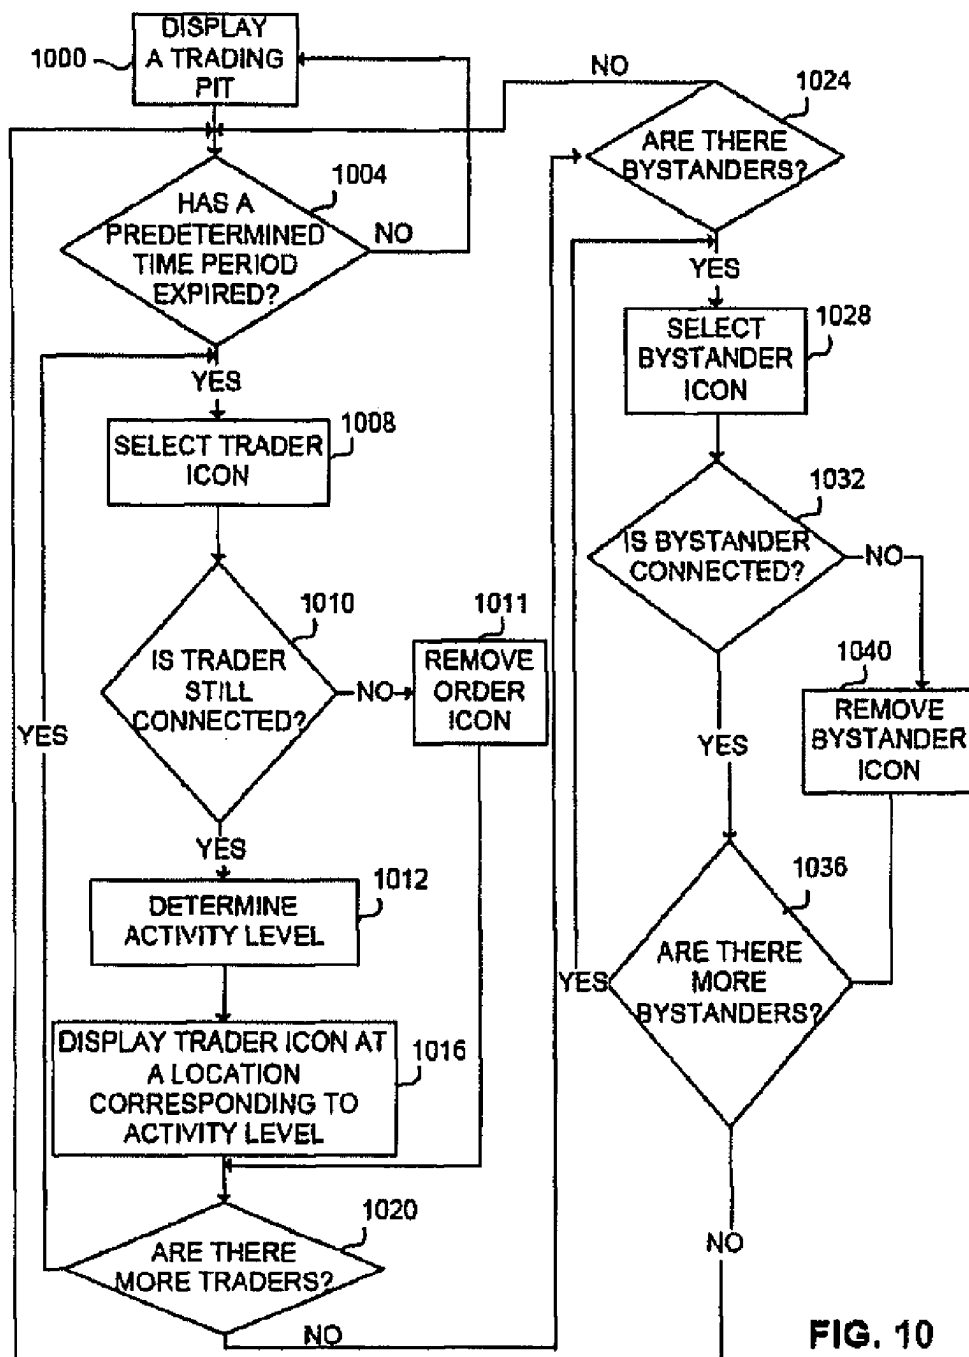 DISPLAY
A TRADING
PIT
1000
HAS A
PREDETERMINED
TIME PERIOD
EXPIRED?
1004
NO
YES
SELECT TRADER
ICON
1008
IS TRADER
STILL
CONNECTED?
1010
NO
REMOVE
ORDER
ICON
1011
YES
YES
DETERMINE
ACTIVITY LEVEL
1012
DISPLAY TRADER ICON AT
A LOCATION
CORRESPONDING TO
ACTIVITY LEVEL
1016
ARE THERE
MORE TRADERS?
1020
NO
NO
ARE THERE
BYSTANDERS?
1024
YES
SELECT
BYSTANDER
ICON
1028
IS BYSTANDER
CONNECTED?
1032
NO
REMOVE
BYSTANDER
ICON
1040
YES
ARE THERE
MORE
BYSTANDERS?
1036
YES
NO
FIG. 10